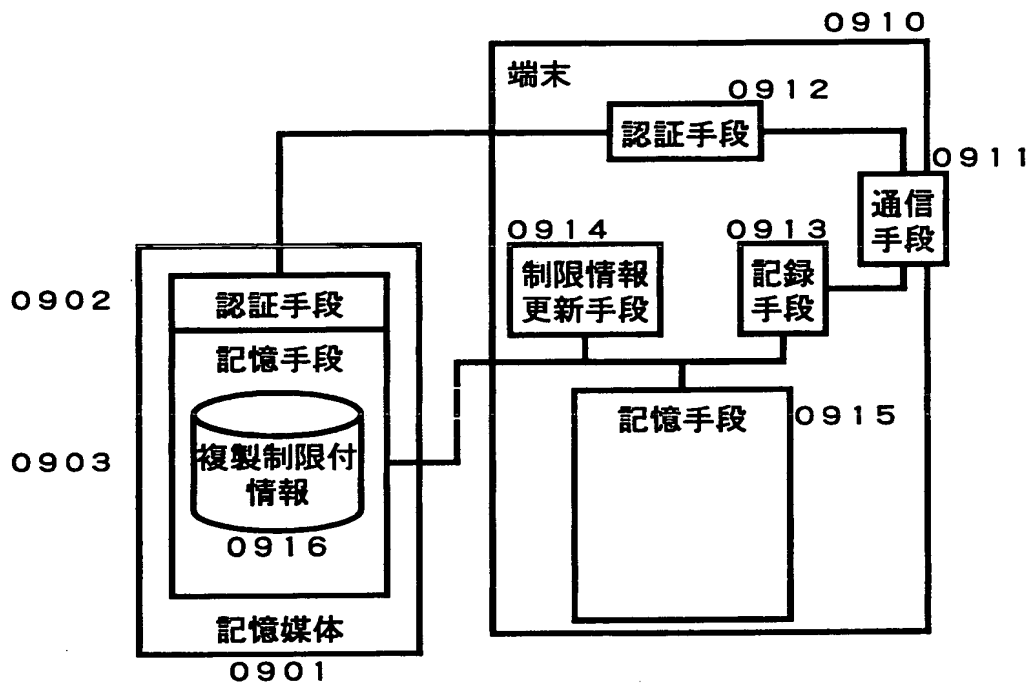 ０９１０
端末
０９１２
認証手段
０９１１
通信
手段
０９１４
制限情報
更新手段
０９１３
記録
手段
０９０２
認証手段
記憶手段
０９０３
複製制限付
情報
０９１６
記憶手段
０９１５
記憶媒体
０９０１